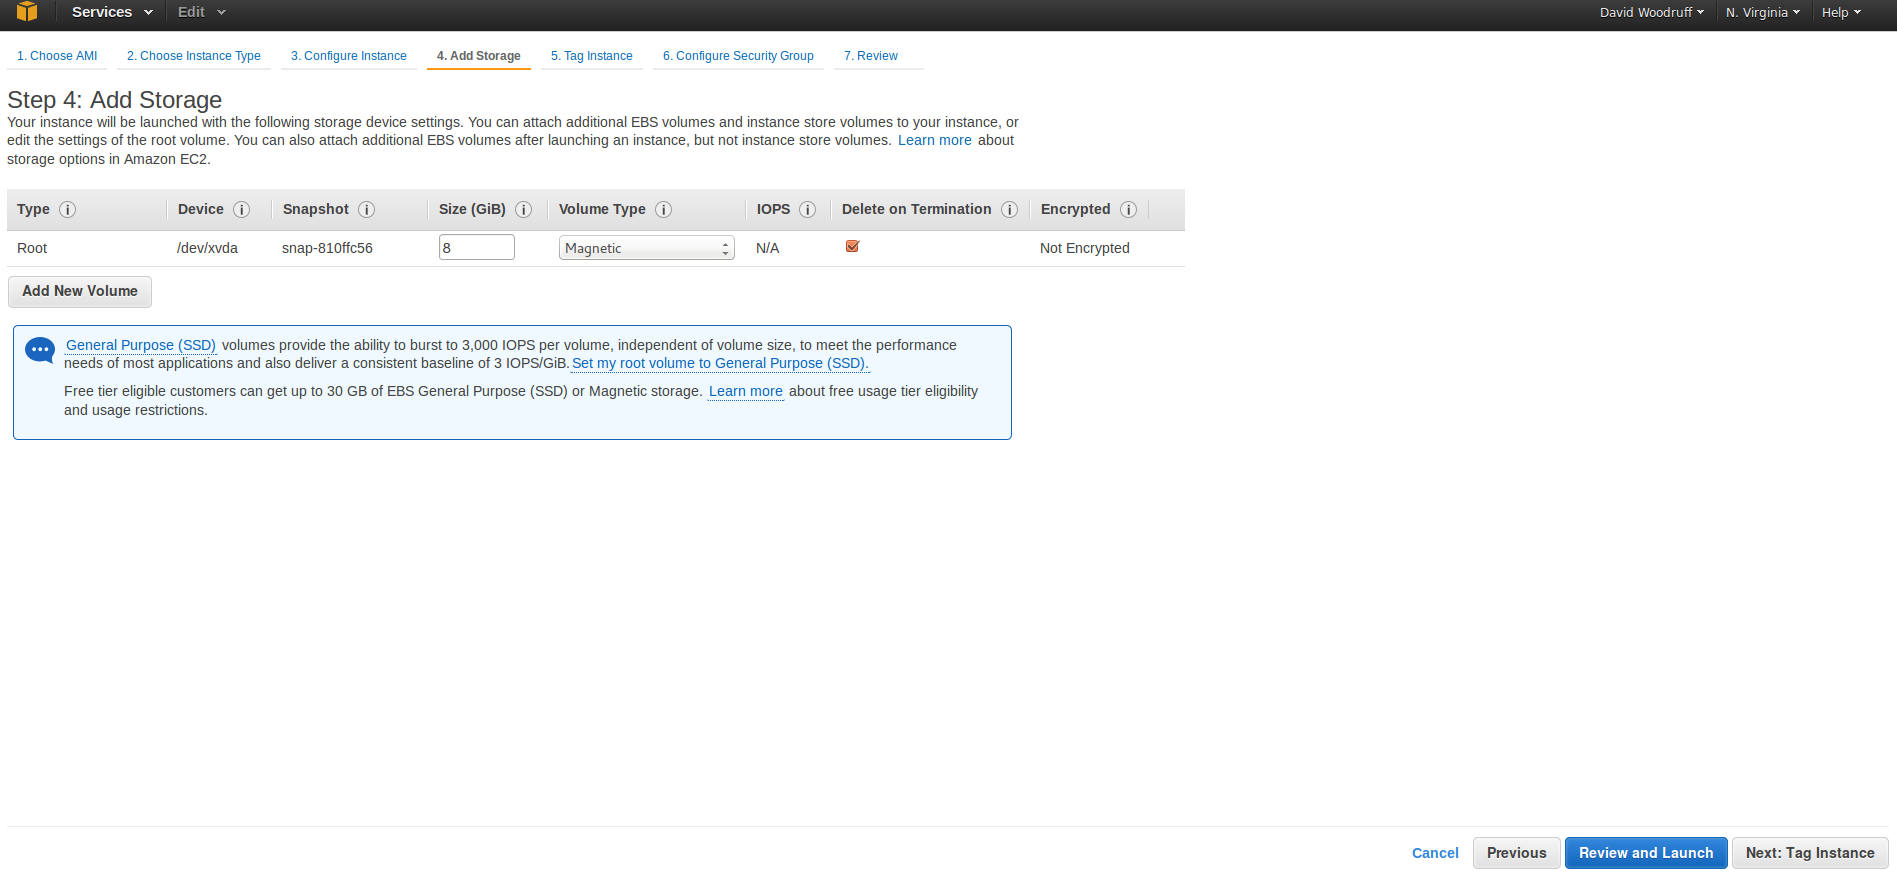 Services Edit David Woodruff N. Virginia Help
1. Choose AMI 2. Choose Instance Type 3. Configure Instance 4. Add Storage 5. Tag Instance 6. Configure Security Group 7. Review
Step 4: Add Storage
Your instance will be launched with the following storage device settings. You can attach additional EBS volumes and instance store volumes to your instance, or
edit the settings of the root volume. You can also attach additional EBS volumes after launching an instance, but not instance store volumes. Learn more about
storage options in Amazon EC2.
Type i Device i Snapshot i Size (GiB) i Volume Type i IOPS i Delete on Termination i Encrypted i
Root /dev/xvda snap-810ffc56 8 Magnetic N/A Not Encrypted
Add New Volume
General Purpose (SSD) volumes provide the ability to burst to 3,000 IOPS per volume, independent of volume size, to meet the performance
needs of most applications and also deliver a consistent baseline of 3 IOPS/GiB. Set my root volume to General Purpose (SSD).
Free tier eligible customers can get up to 30 GB of EBS General Purpose (SSD) or Magnetic storage. Learn more about free usage tier eligibility
and usage restrictions.
Cancel Previous Review and Launch Next: Tag Instance